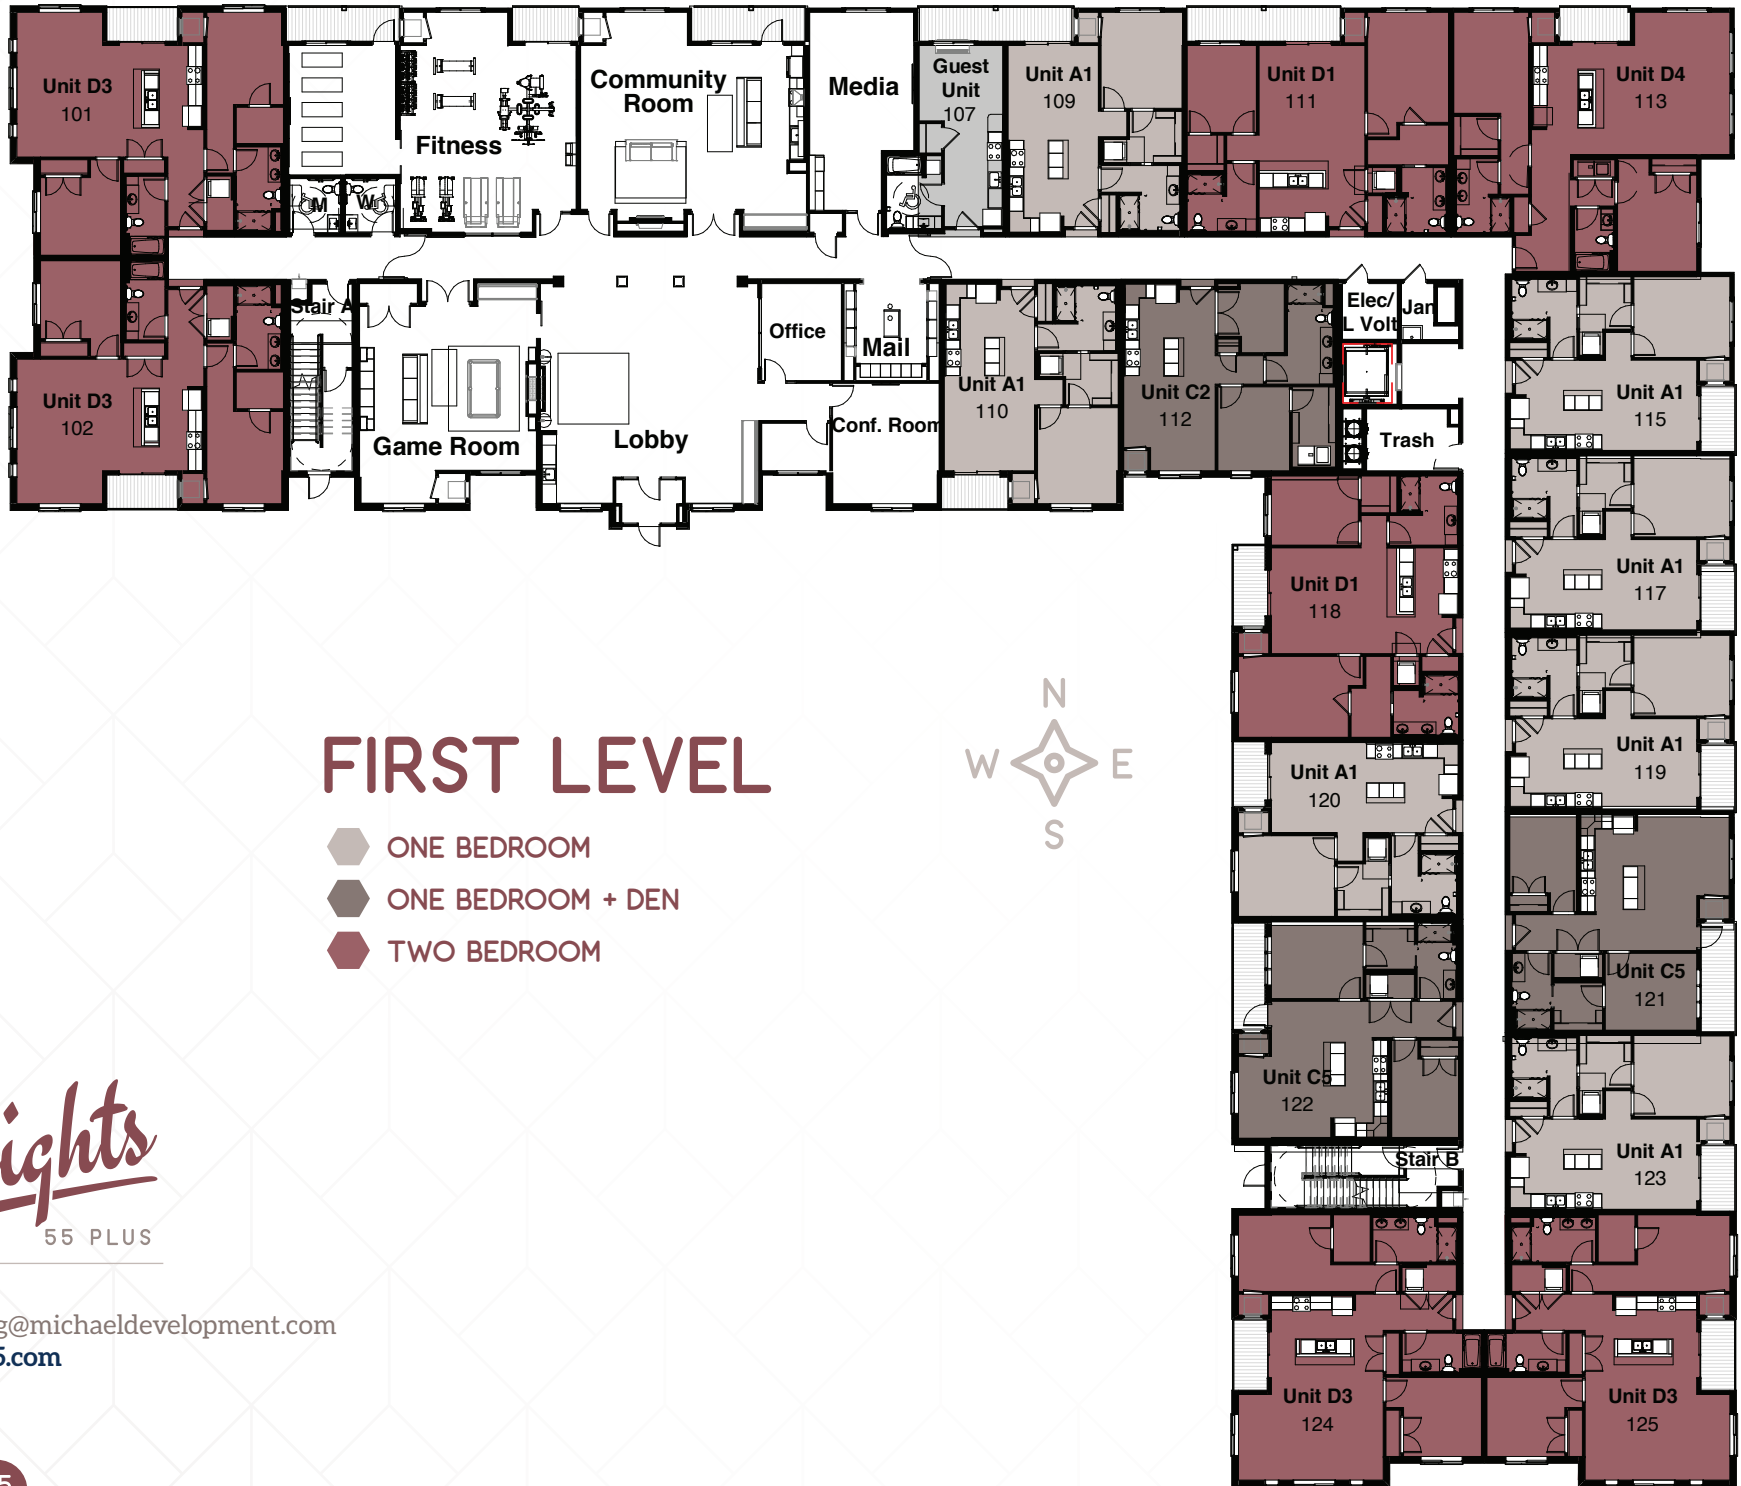 Unit D3
101
Fitness
M
W
Community
Room
Media
Guest
Unit
107
Unit A1
109
Unit D1
111
Unit D4
113
Stair A
Unit D3
102
Game Room
Lobby
Office
Mail
Conf. Room
Unit A1
110
Unit C2
112
Elec/
L Volt
Jan
Trash
Unit A1
115
Unit A1
117
Unit D1
118
Unit A1
119
Unit A1
120
Unit C5
121
Unit C5
122
Unit A1
123
Stair B
Unit D3
124
Unit D3
125
FIRST LEVEL
ONE BEDROOM
ONE BEDROOM + DEN
TWO BEDROOM
N
W E
S
ights
55 PLUS
g@michaeldevelopment.com
5.com
5